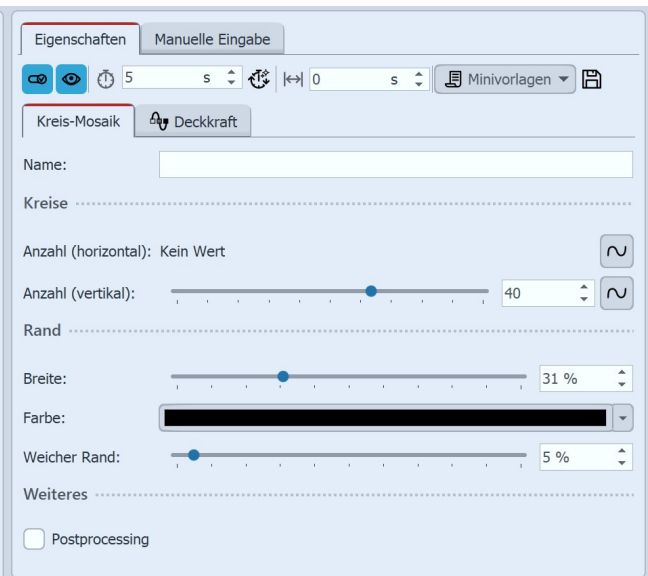 Eigenschaften Manuelle Eingabe
5 s 0 s Minivorlagen
Kreis-Mosaik Deckkraft
Name:
Kreise
Anzahl (horizontal): Kein Wert
Anzahl (vertikal): 40
Rand
Breite: 31 %
Farbe:
Weicher Rand: 5 %
Weiteres
Postprocessing